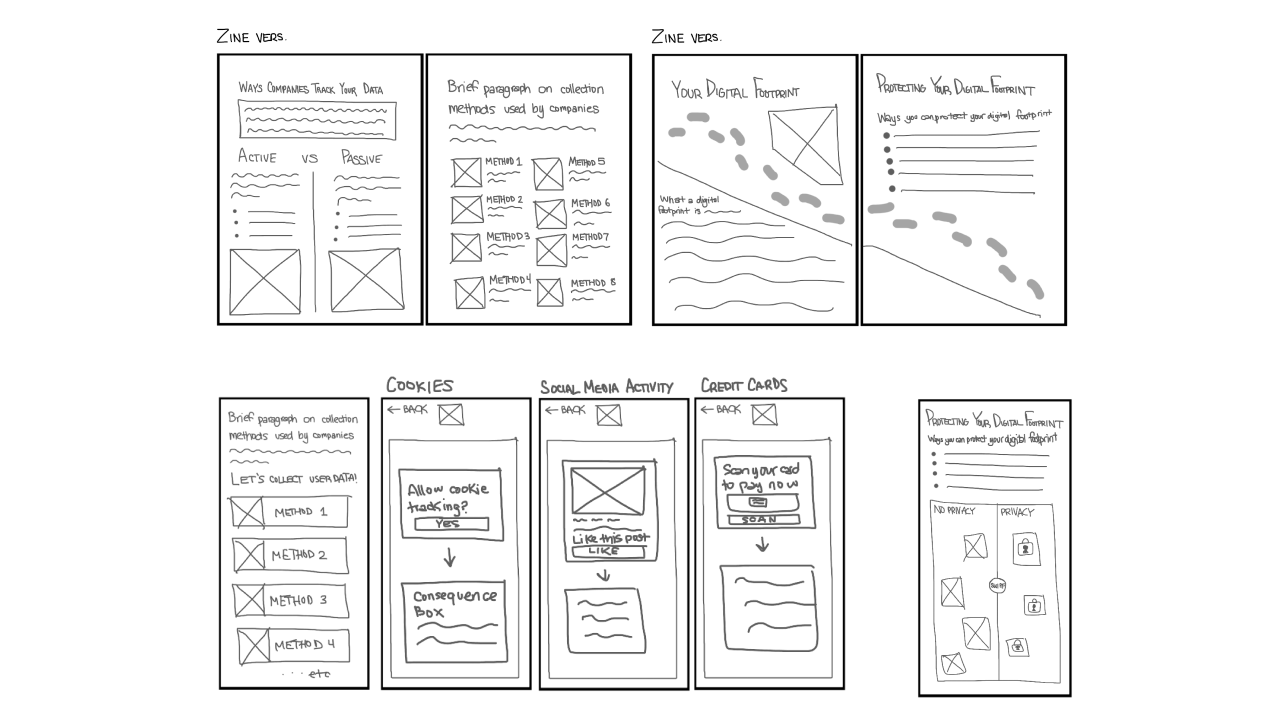 ZINE VERS.
WAYS COMPANIES TRACK YOUR DATA
ACTIVE VS PASSIVE
Brief paragraph on collection
methods used by companies
METHOD 1
METHOD 5
METHOD 2
METHOD 6
METHOD 3
METHOD 7
METHOD 4
METHOD 8
ZINE VERS.
YOUR DIGITAL FOOTPRINT
What a digital
footprint is
PROTECTING YOUR DIGITAL FOOTPRINT
Ways you can protect your digital footprint
Brief paragraph on collection
methods used by companies
LET'S COLLECT USER DATA!
METHOD 1
METHOD 2
METHOD 3
METHOD 4
... etc
COOKIES
← BACK
Allow cookie
tracking?
YES
Consequence
Box
SOCIAL MEDIA ACTIVITY
← BACK
Like this post
LIKE
CREDIT CARDS
← BACK
Scan your card
to pay now
SCAN
PROTECTING YOUR DIGITAL FOOTPRINT
Ways you can protect your digital footprint
NO PRIVACY
PRIVACY